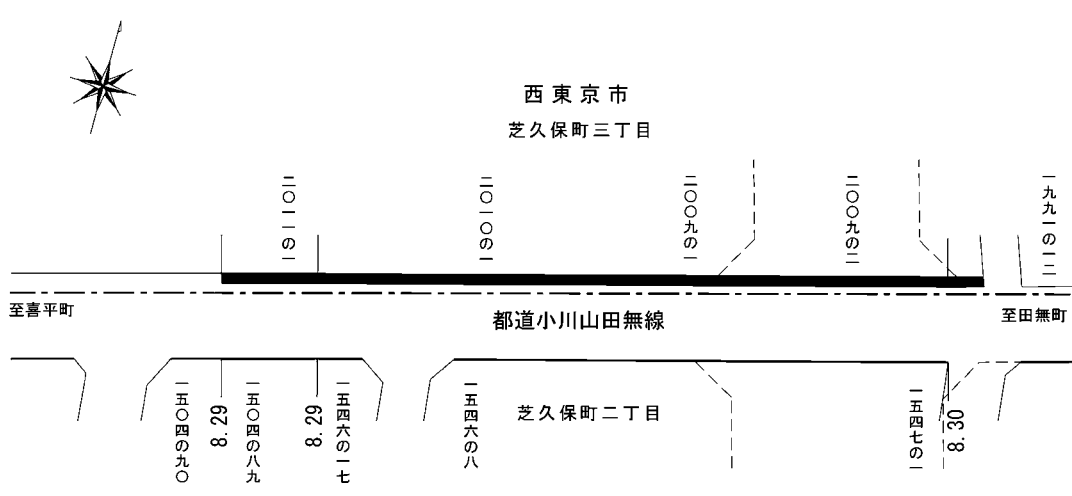 西東京市
芝久保町三丁目
二〇一一の一
二〇一〇の一
二〇〇九の一
二〇〇九の二
一九九一の一二
至喜平町
都道小川山田無線
至田無町
一五〇四の九〇
8.29
一五〇四の八九
8.29
一五四六の一七
一五四六の八
芝久保町二丁目
一五四七の一
8.30